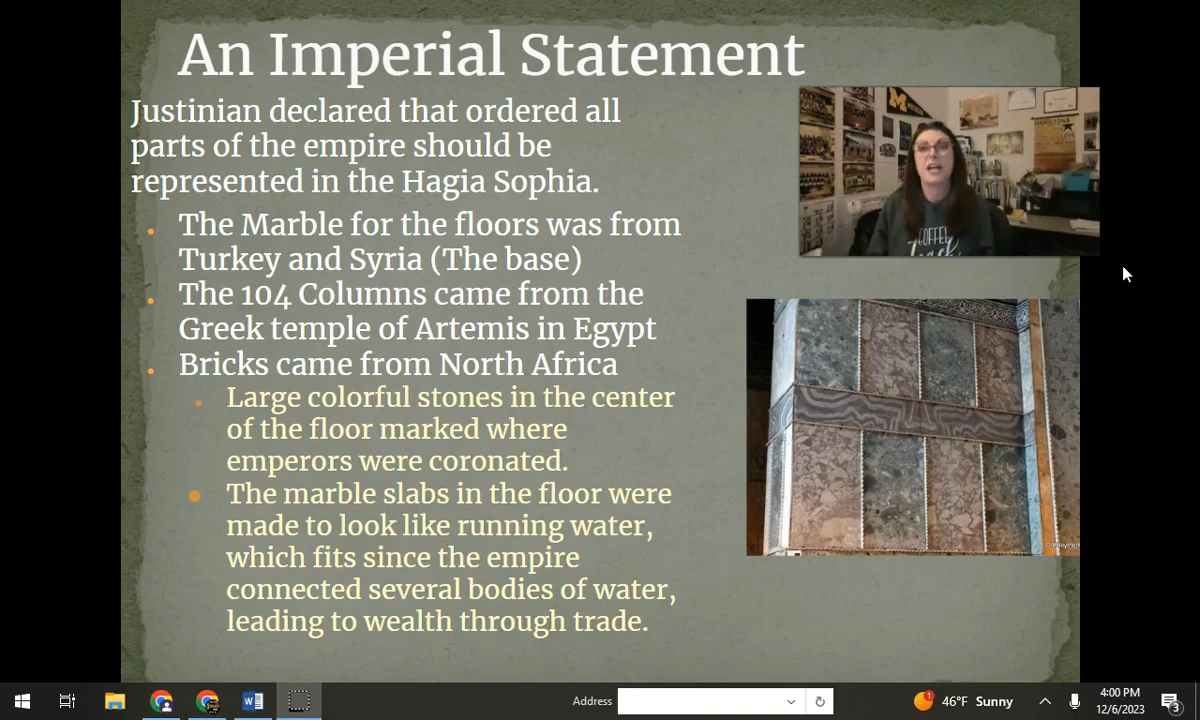 An Imperial Statement
Justinian declared that ordered all
parts of the empire should be
represented in the Hagia Sophia.
• The Marble for the floors was from
Turkey and Syria (The base)
• The 104 Columns came from the
Greek temple of Artemis in Egypt
• Bricks came from North Africa
• Large colorful stones in the center
of the floor marked where
emperors were coronated.
• The marble slabs in the floor were
made to look like running water,
which fits since the empire
connected several bodies of water,
leading to wealth through trade.
M
HAMILTON
COFFEE
Address
1
46°F Sunny
4:00 PM
12/6/2023
3
W